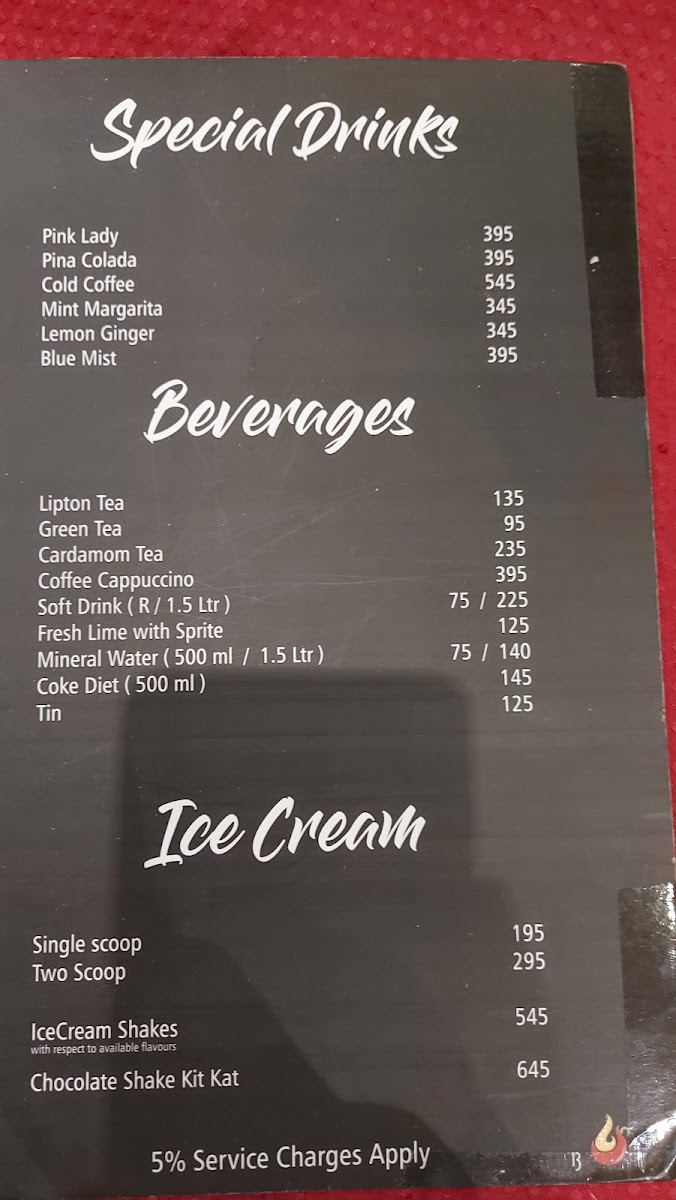 Special Drinks
Pink Lady 395
Pina Colada 395
Cold Coffee 545
Mint Margarita 345
Lemon Ginger 345
Blue Mist 395
Beverages
Lipton Tea 135
Green Tea 95
Cardamom Tea 235
Coffee Cappuccino 395
Soft Drink ( R / 1.5 Ltr ) 75 / 225
Fresh Lime with Sprite 125
Mineral Water ( 500 ml / 1.5 Ltr ) 75 / 140
Coke Diet ( 500 ml ) 145
Tin 125
Ice Cream
Single scoop 195
Two Scoop 295
IceCream Shakes 545
with respect to available flavours
Chocolate Shake Kit Kat 645
5% Service Charges Apply